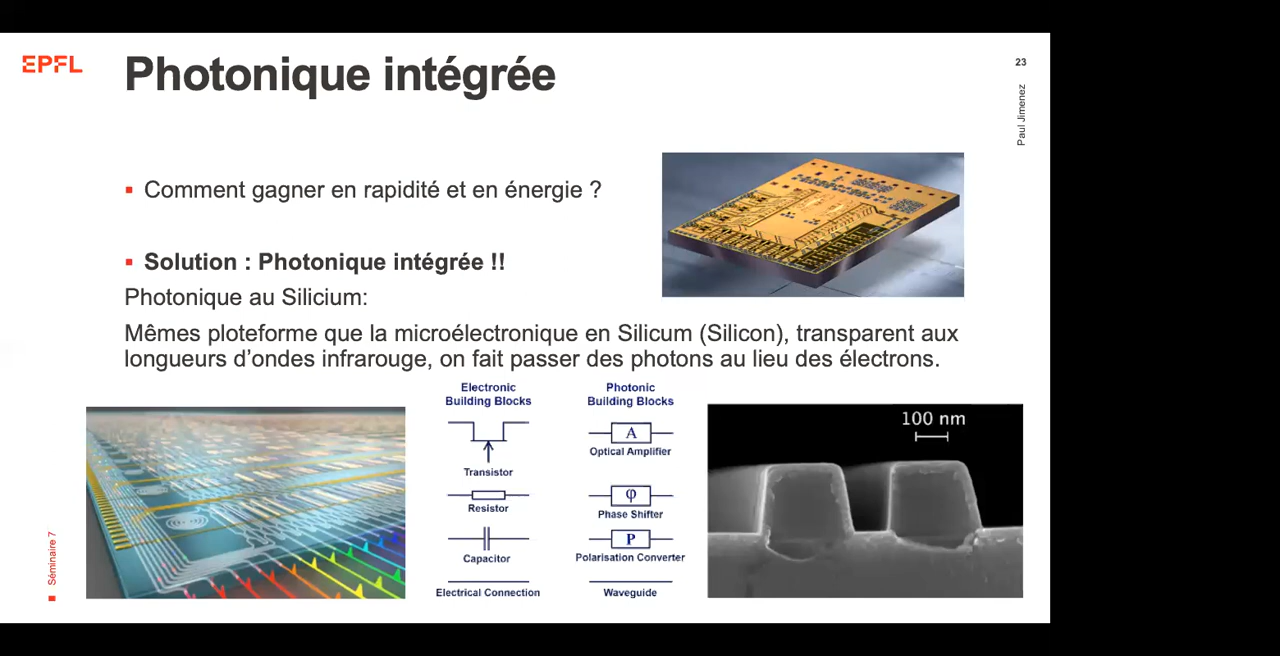 EPFL
Photonique intégrée
23
Paul Jimenez
Comment gagner en rapidité et en énergie ?
Solution : Photonique intégrée !!
Photonique au Silicium:
Mêmes ploteforme que la microélectronique en Silicum (Silicon), transparent aux
longueurs d’ondes infrarouge, on fait passer des photons au lieu des électrons.
Electronic
Building Blocks
Transistor
Resistor
Capacitor
Electrical Connection
Photonic
Building Blocks
A
Optical Amplifier
φ
Phase Shifter
P
Polarisation Converter
Waveguide
100 nm
Séminaire 7